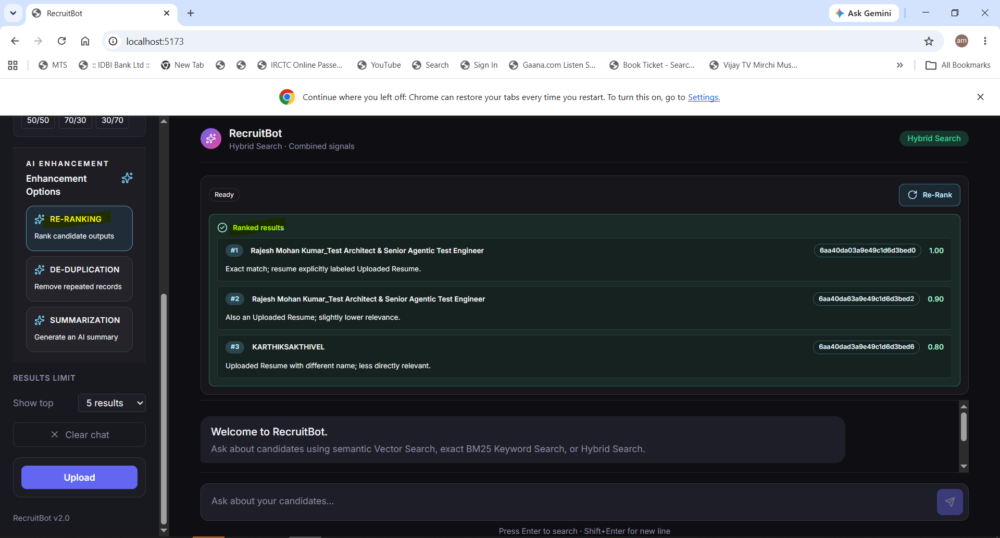 RecruitBot
Ask Gemini
localhost:5173
am
MTS
:: IDBI Bank Ltd ::
New Tab
IRCTC Online Passe...
YouTube
Search
Sign In
Gaana.com Listen S...
Book Ticket - Searc...
Vijay TV Mirchi Mus...
All Bookmarks
Continue where you left off: Chrome can restore your tabs every time you restart. To turn this on, go to Settings.
50/50
70/30
30/70
AI ENHANCEMENT
Enhancement
Options
RE-RANKING
Rank candidate outputs
DE-DUPLICATION
Remove repeated records
SUMMARIZATION
Generate an AI summary
RESULTS LIMIT
Show top
5 results
Clear chat
Upload
RecruitBot v2.0
RecruitBot
Hybrid Search · Combined signals
Hybrid Search
Ready
Re-Rank
Ranked results
#1 Rajesh Mohan Kumar_Test Architect & Senior Agentic Test Engineer 6aa40da03a9e49c1d6d3bed0 1.00
Exact match; resume explicitly labeled Uploaded Resume.
#2 Rajesh Mohan Kumar_Test Architect & Senior Agentic Test Engineer 6aa40da63a9e49c1d6d3bed2 0.90
Also an Uploaded Resume; slightly lower relevance.
#3 KARTHIKSAKTHIVEL 6aa40dad3a9e49c1d6d3bed6 0.80
Uploaded Resume with different name; less directly relevant.
Welcome to RecruitBot.
Ask about candidates using semantic Vector Search, exact BM25 Keyword Search, or Hybrid Search.
Ask about your candidates...
Press Enter to search · Shift+Enter for new line